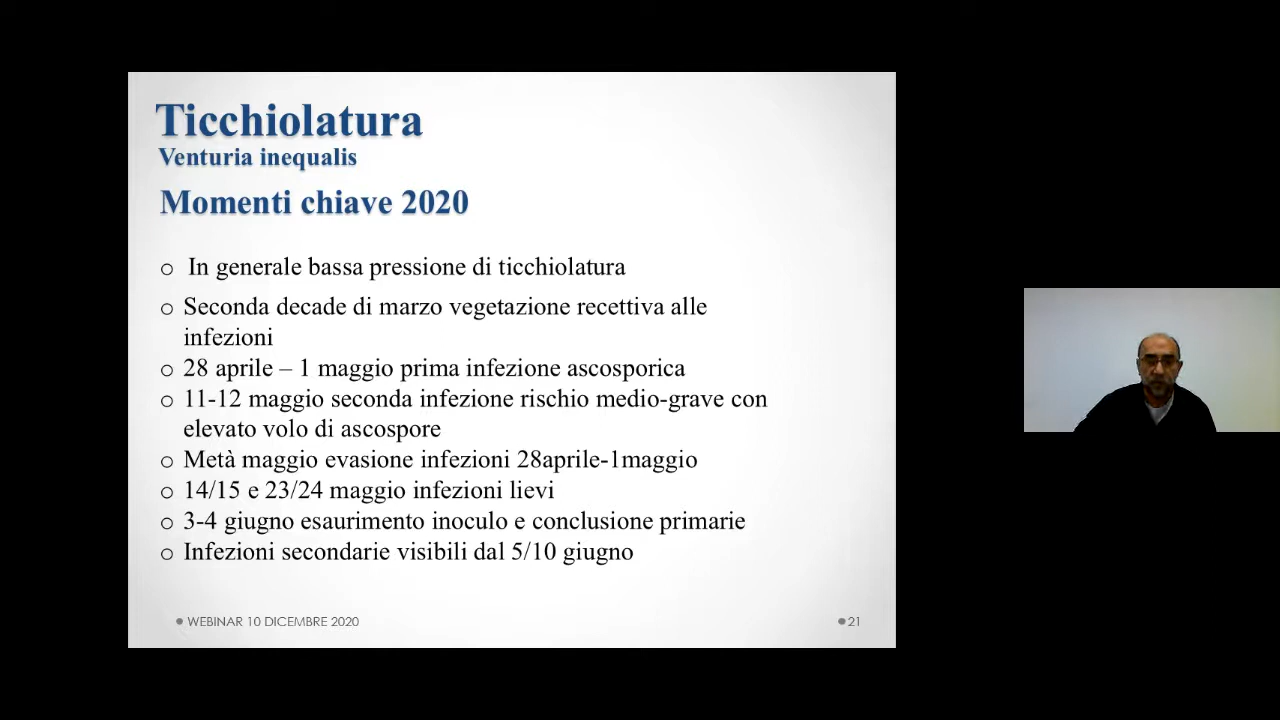 Ticchiolatura
Venturia inequalis
Momenti chiave 2020
o In generale bassa pressione di ticchiolatura
o Seconda decade di marzo vegetazione recettiva alle
infezioni
o 28 aprile – 1 maggio prima infezione ascosporica
o 11-12 maggio seconda infezione rischio medio-grave con
elevato volo di ascospore
o Metà maggio evasione infezioni 28aprile-1maggio
o 14/15 e 23/24 maggio infezioni lievi
o 3-4 giugno esaurimento inoculo e conclusione primarie
o Infezioni secondarie visibili dal 5/10 giugno
● WEBINAR 10 DICEMBRE 2020
● 21